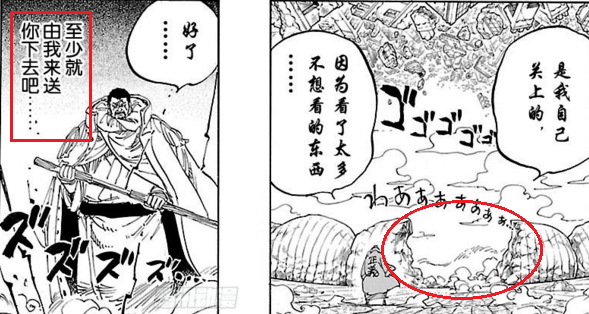 好了
……
至少就
由我来送
你下去吧……
ズズズ
ズズ
是我自己
关上的,
因为看了太多
不想看的东西
……
ゴゴゴゴ
わああああああぁ
正義